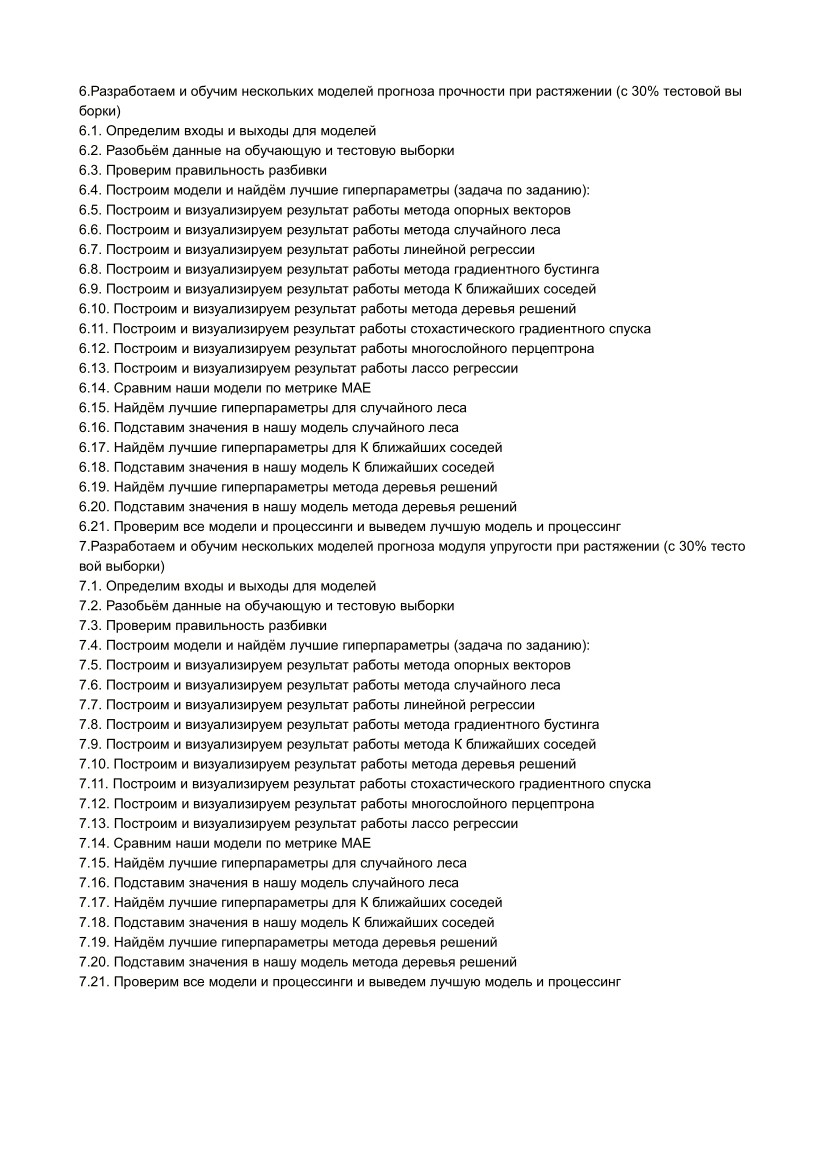 6.Разработаем и обучим нескольких моделей прогноза прочности при растяжении (с 30% тестовой вы
борки)
6.1. Определим входы и выходы для моделей
6.2. Разобьём данные на обучающую и тестовую выборки
6.3. Проверим правильность разбивки
6.4. Построим модели и найдём лучшие гиперпараметры (задача по заданию):
6.5. Построим и визуализируем результат работы метода опорных векторов
6.6. Построим и визуализируем результат работы метода случайного леса
6.7. Построим и визуализируем результат работы линейной регрессии
6.8. Построим и визуализируем результат работы метода градиентного бустинга
6.9. Построим и визуализируем результат работы метода К ближайших соседей
6.10. Построим и визуализируем результат работы метода деревья решений
6.11. Построим и визуализируем результат работы стохастического градиентного спуска
6.12. Построим и визуализируем результат работы многослойного перцептрона
6.13. Построим и визуализируем результат работы лассо регрессии
6.14. Сравним наши модели по метрике МАЕ
6.15. Найдём лучшие гиперпараметры для случайного леса
6.16. Подставим значения в нашу модель случайного леса
6.17. Найдём лучшие гиперпараметры для К ближайших соседей
6.18. Подставим значения в нашу модель К ближайших соседей
6.19. Найдём лучшие гиперпараметры метода деревья решений
6.20. Подставим значения в нашу модель метода деревья решений
6.21. Проверим все модели и процессинги и выведем лучшую модель и процессинг
7.Разработаем и обучим нескольких моделей прогноза модуля упругости при растяжении (с 30% тесто
вой выборки)
7.1. Определим входы и выходы для моделей
7.2. Разобьём данные на обучающую и тестовую выборки
7.3. Проверим правильность разбивки
7.4. Построим модели и найдём лучшие гиперпараметры (задача по заданию):
7.5. Построим и визуализируем результат работы метода опорных векторов
7.6. Построим и визуализируем результат работы метода случайного леса
7.7. Построим и визуализируем результат работы линейной регрессии
7.8. Построим и визуализируем результат работы метода градиентного бустинга
7.9. Построим и визуализируем результат работы метода К ближайших соседей
7.10. Построим и визуализируем результат работы метода деревья решений
7.11. Построим и визуализируем результат работы стохастического градиентного спуска
7.12. Построим и визуализируем результат работы многослойного перцептрона
7.13. Построим и визуализируем результат работы лассо регрессии
7.14. Сравним наши модели по метрике МАЕ
7.15. Найдём лучшие гиперпараметры для случайного леса
7.16. Подставим значения в нашу модель случайного леса
7.17. Найдём лучшие гиперпараметры для К ближайших соседей
7.18. Подставим значения в нашу модель К ближайших соседей
7.19. Найдём лучшие гиперпараметры метода деревья решений
7.20. Подставим значения в нашу модель метода деревья решений
7.21. Проверим все модели и процессинги и выведем лучшую модель и процессинг